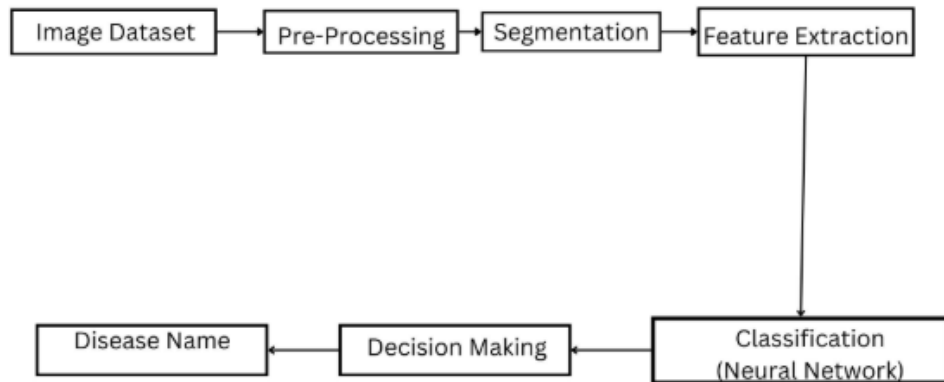 Image Dataset
Pre-Processing
Segmentation
Feature Extraction
Classification
(Neural Network)
Decision Making
Disease Name